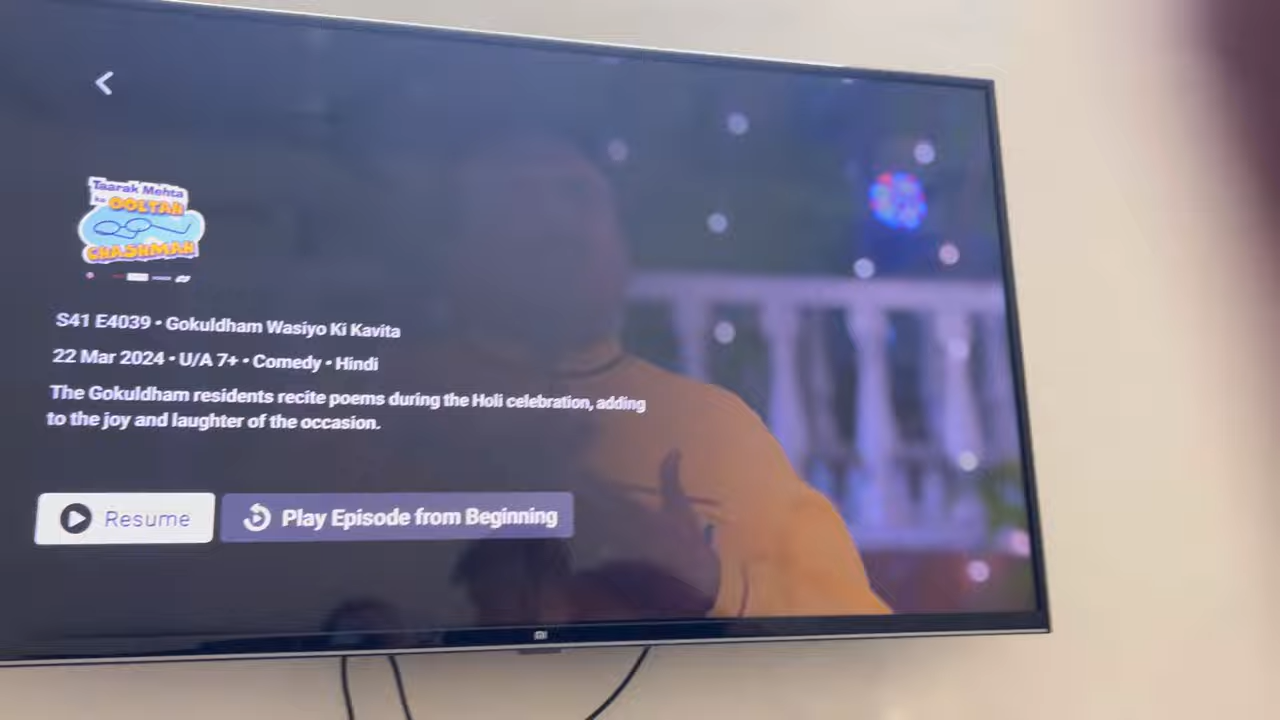 Taarak Mehta
ka OOLTAH
CHASHMAH
S41 E4039 • Gokuldham Wasiyo Ki Kavita
22 Mar 2024 • U/A 7+ • Comedy • Hindi
The Gokuldham residents recite poems during the Holi celebration, adding
to the joy and laughter of the occasion.
Resume
Play Episode from Beginning
mi